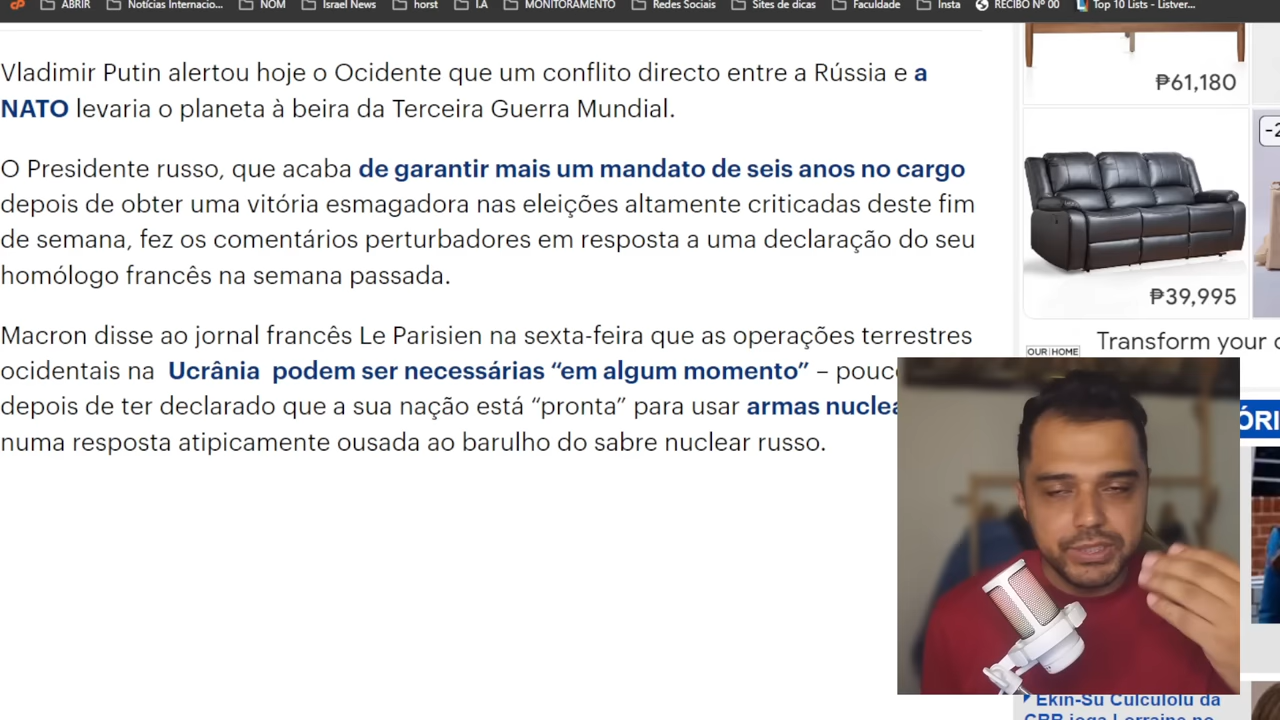 ABRIR
Notícias Internacio...
NOM
Israel News
horst
I.A
MONITORAMENTO
Redes Sociais
Sites de dicas
Faculdade
Insta
RECIBO Nº 00
Top 10 Lists - Listver...
Vladimir Putin alertou hoje o Ocidente que um conflito directo entre a Rússia e a
NATO levaria o planeta à beira da Terceira Guerra Mundial.
O Presidente russo, que acaba de garantir mais um mandato de seis anos no cargo
depois de obter uma vitória esmagadora nas eleições altamente criticadas deste fim
de semana, fez os comentários perturbadores em resposta a uma declaração do seu
homólogo francês na semana passada.
Macron disse ao jornal francês Le Parisien na sexta-feira que as operações terrestres
ocidentais na Ucrânia podem ser necessárias “em algum momento” – pouc
depois de ter declarado que a sua nação está “pronta” para usar armas nuclea
numa resposta atipicamente ousada ao barulho do sabre nuclear russo.
₱61,180
-2
₱39,995
OUR HOME
Transform your
ÓRI
Ekin-Su Culculolu da